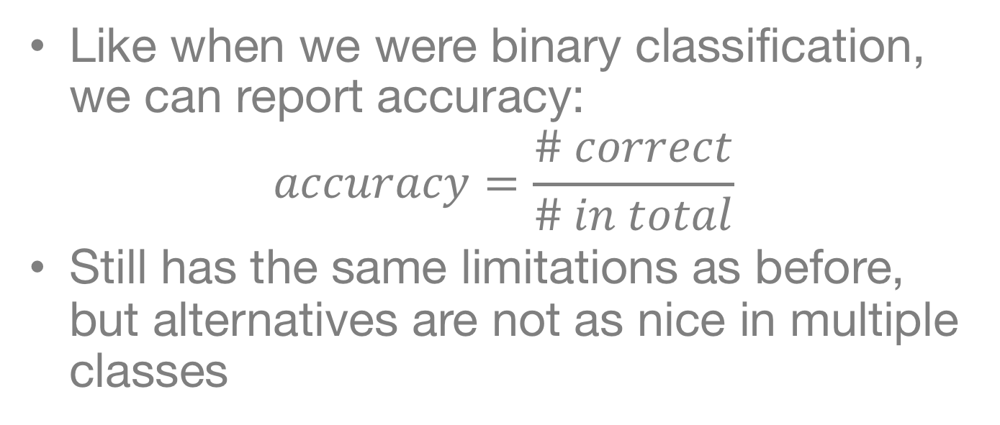 • Like when we were binary classification,
we can report accuracy:
accuracy = # correct / # in total
• Still has the same limitations as before,
but alternatives are not as nice in multiple
classes